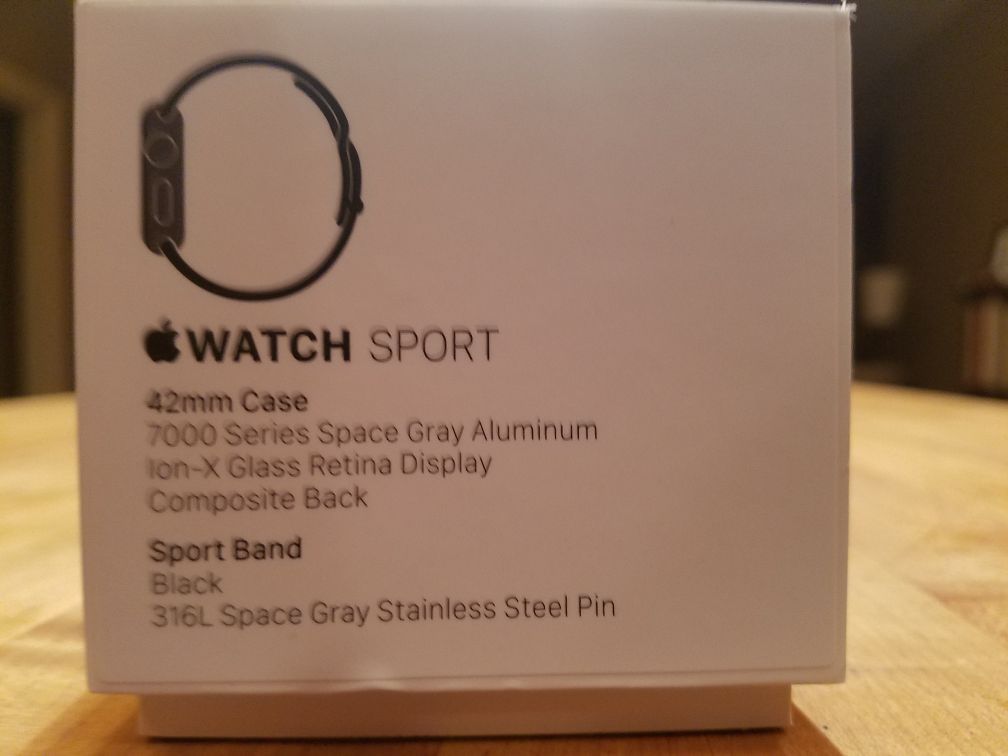 WATCH SPORT
42mm Case
7000 Series Space Gray Aluminum
Ion-X Glass Retina Display
Composite Back
Sport Band
Black
316L Space Gray Stainless Steel Pin